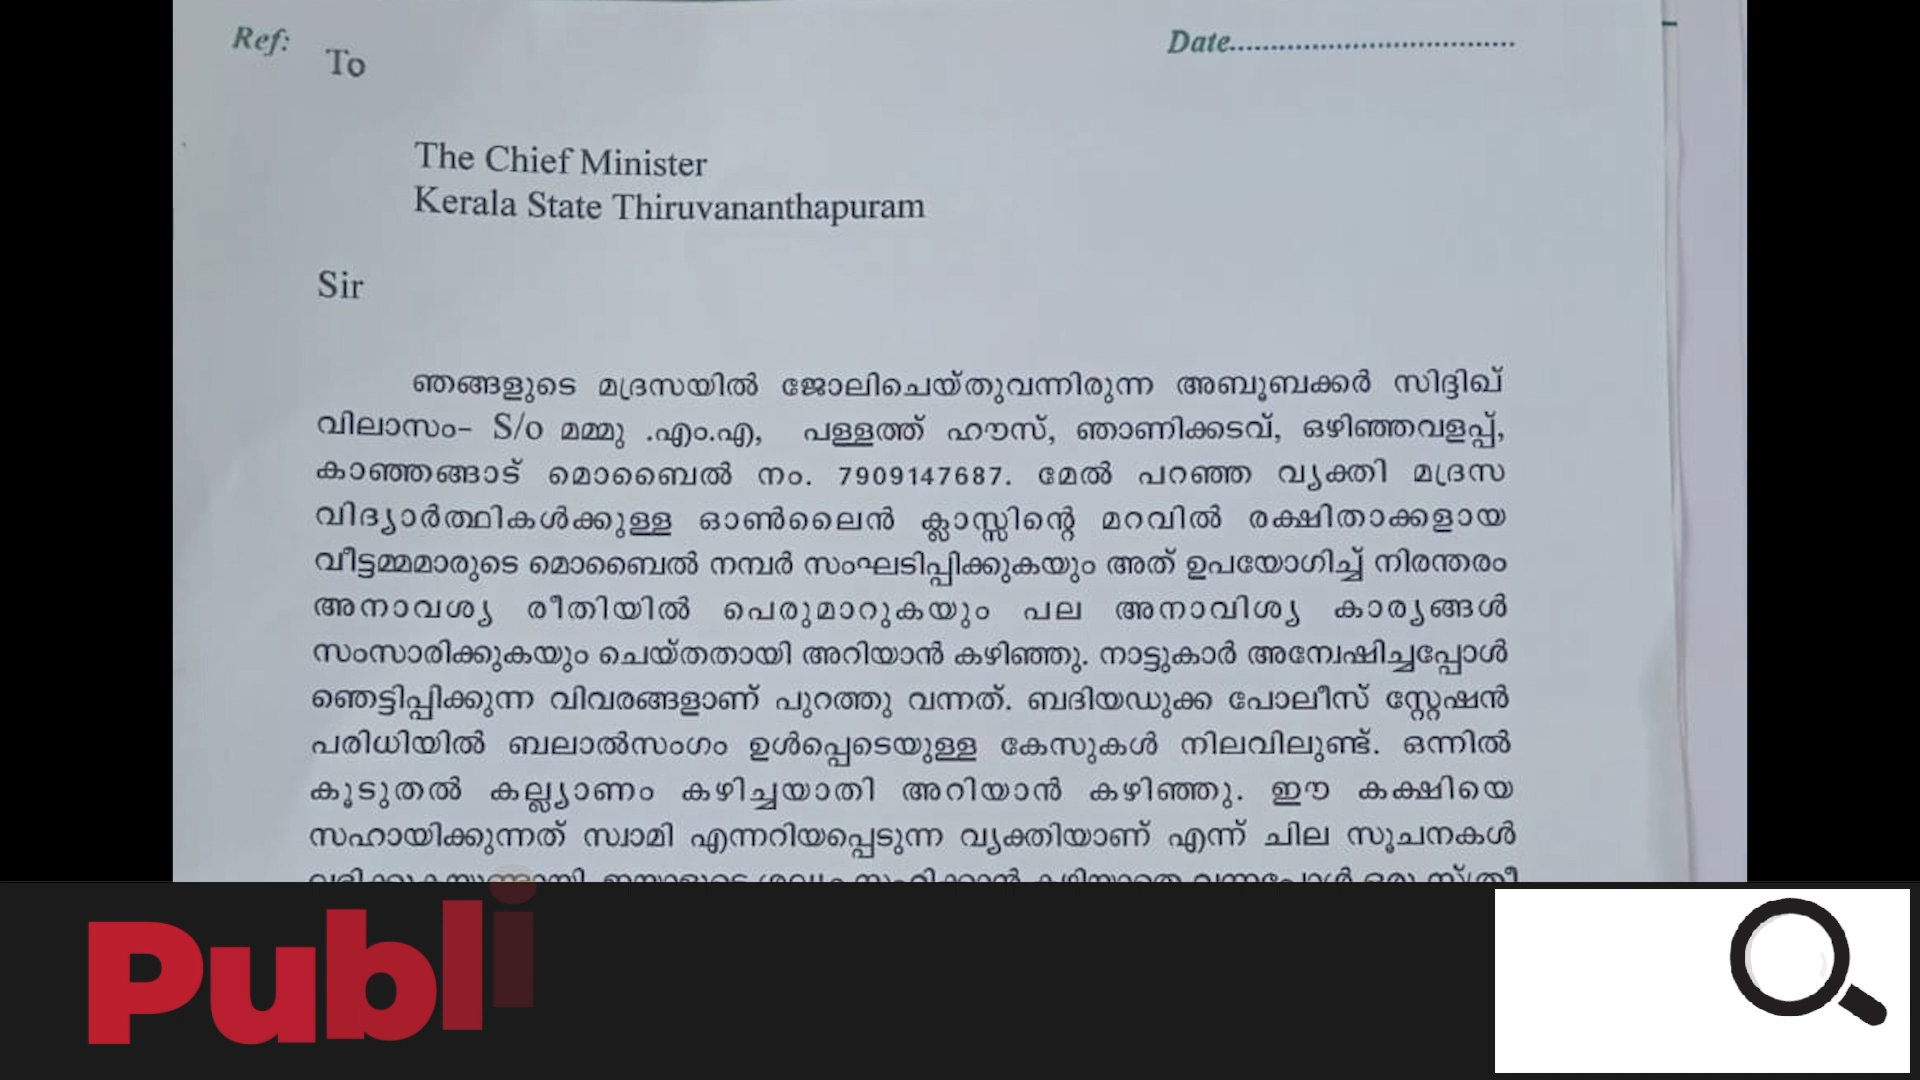 Ref:
Date..................................
To
The Chief Minister
Kerala State Thiruvananthapuram
Sir
ഞങ്ങളുടെ മദ്രസയിൽ ജോലിചെയ്തുവന്നിരുന്ന അബൂബക്കർ സിദ്ദിഖ്
വിലാസം- S/o മമ്മു .എം.എ, പള്ളത്ത് ഹൗസ്, ഞാണിക്കടവ്, ഒഴിഞ്ഞവളപ്പ്,
കാഞ്ഞങ്ങാട് മൊബൈൽ നം. 7909147687. മേൽ പറഞ്ഞ വ്യക്തി മദ്രസ
വിദ്യാർത്ഥികൾക്കുള്ള ഓൺലൈൻ ക്ലാസ്സിന്റെ മറവിൽ രക്ഷിതാക്കളായ
വീട്ടമ്മമാരുടെ മൊബൈൽ നമ്പർ സംഘടിപ്പിക്കുകയും അത് ഉപയോഗിച്ച് നിരന്തരം
അനാവശ്യ രീതിയിൽ പെരുമാറുകയും പല അനാവിശ്യ കാര്യങ്ങൾ
സംസാരിക്കുകയും ചെയ്തതായി അറിയാൻ കഴിഞ്ഞു. നാട്ടുകാർ അന്വേഷിച്ചപ്പോൾ
ഞെട്ടിപ്പിക്കുന്ന വിവരങ്ങളാണ് പുറത്തു വന്നത്. ബദിയഡുക്ക പോലീസ് സ്റ്റേഷൻ
പരിധിയിൽ ബലാൽസംഗം ഉൾപ്പെടെയുള്ള കേസുകൾ നിലവിലുണ്ട്. ഒന്നിൽ
കൂടുതൽ കല്ല്യാണം കഴിച്ചയാതി അറിയാൻ കഴിഞ്ഞു. ഈ കക്ഷിയെ
സഹായിക്കുന്നത് സ്വാമി എന്നറിയപ്പെടുന്ന വ്യക്തിയാണ് എന്ന് ചില സൂചനകൾ
Publi